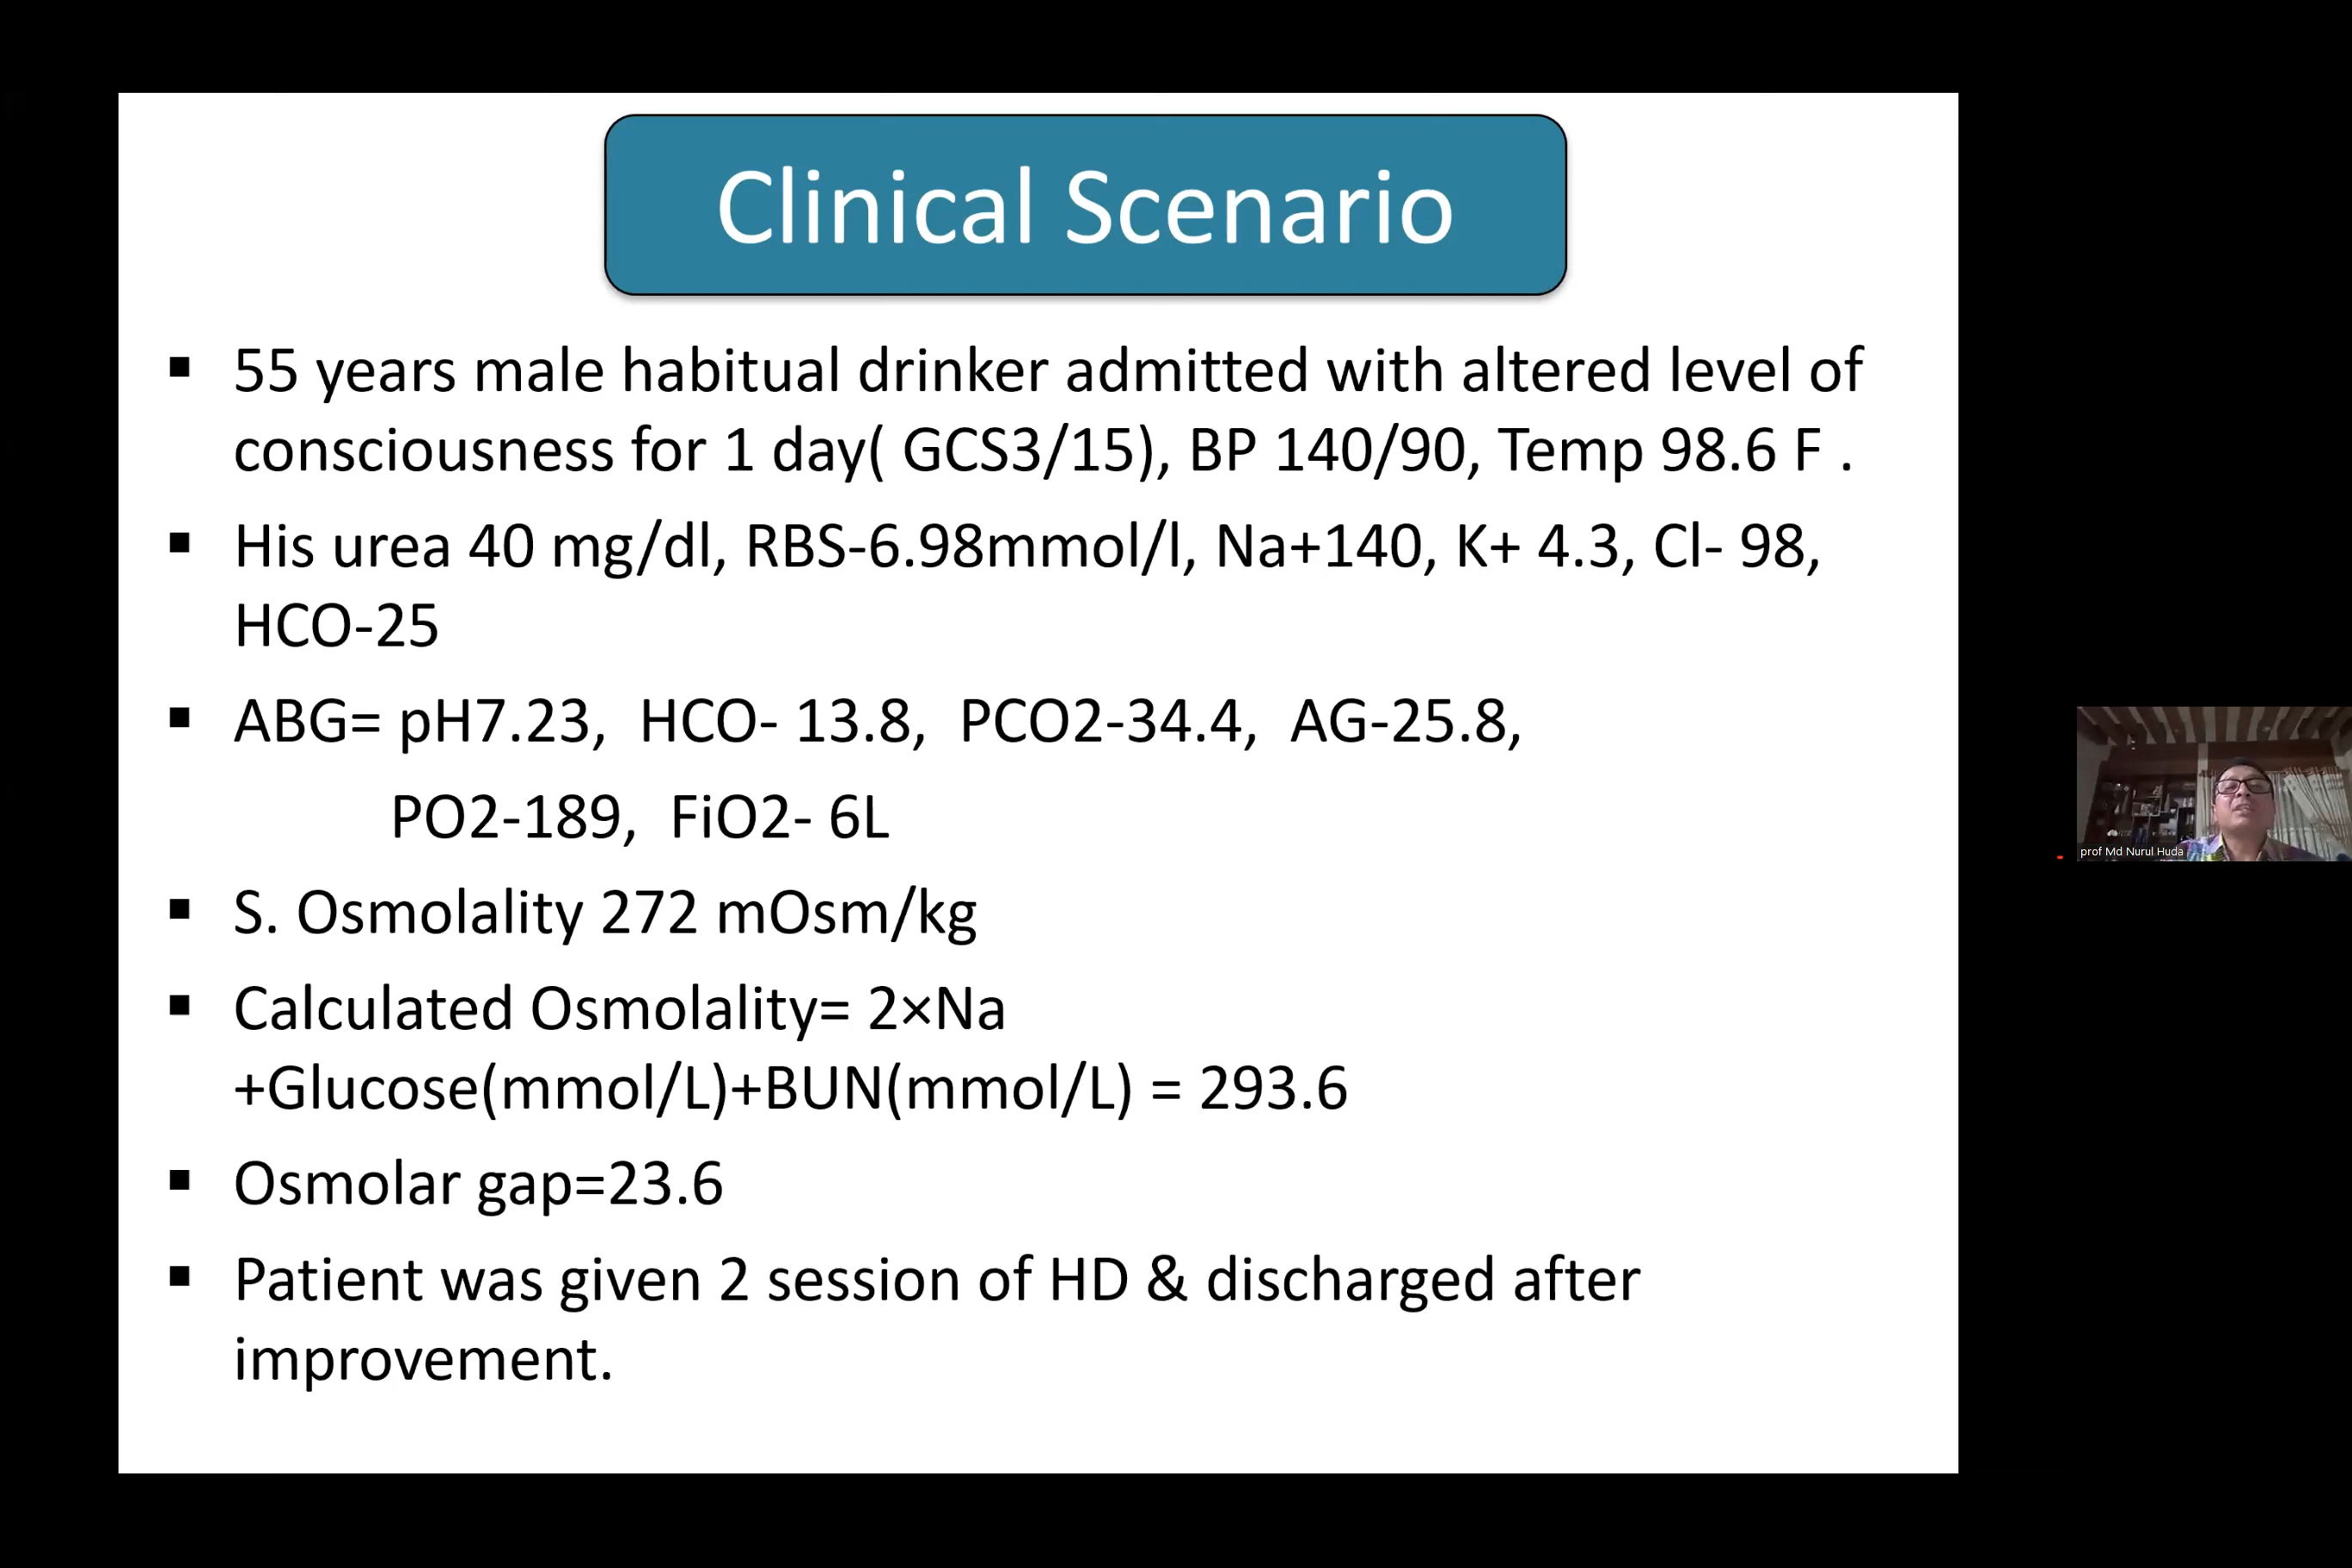 Clinical Scenario
▪ 55 years male habitual drinker admitted with altered level of
consciousness for 1 day( GCS3/15), BP 140/90, Temp 98.6 F .
▪ His urea 40 mg/dl, RBS-6.98mmol/l, Na+140, K+ 4.3, Cl- 98,
HCO-25
▪ ABG= pH7.23, HCO- 13.8, PCO2-34.4, AG-25.8,
PO2-189, FiO2- 6L
▪ S. Osmolality 272 mOsm/kg
▪ Calculated Osmolality= 2×Na
+Glucose(mmol/L)+BUN(mmol/L) = 293.6
▪ Osmolar gap=23.6
▪ Patient was given 2 session of HD & discharged after
improvement.
prof Md Nurul Huda